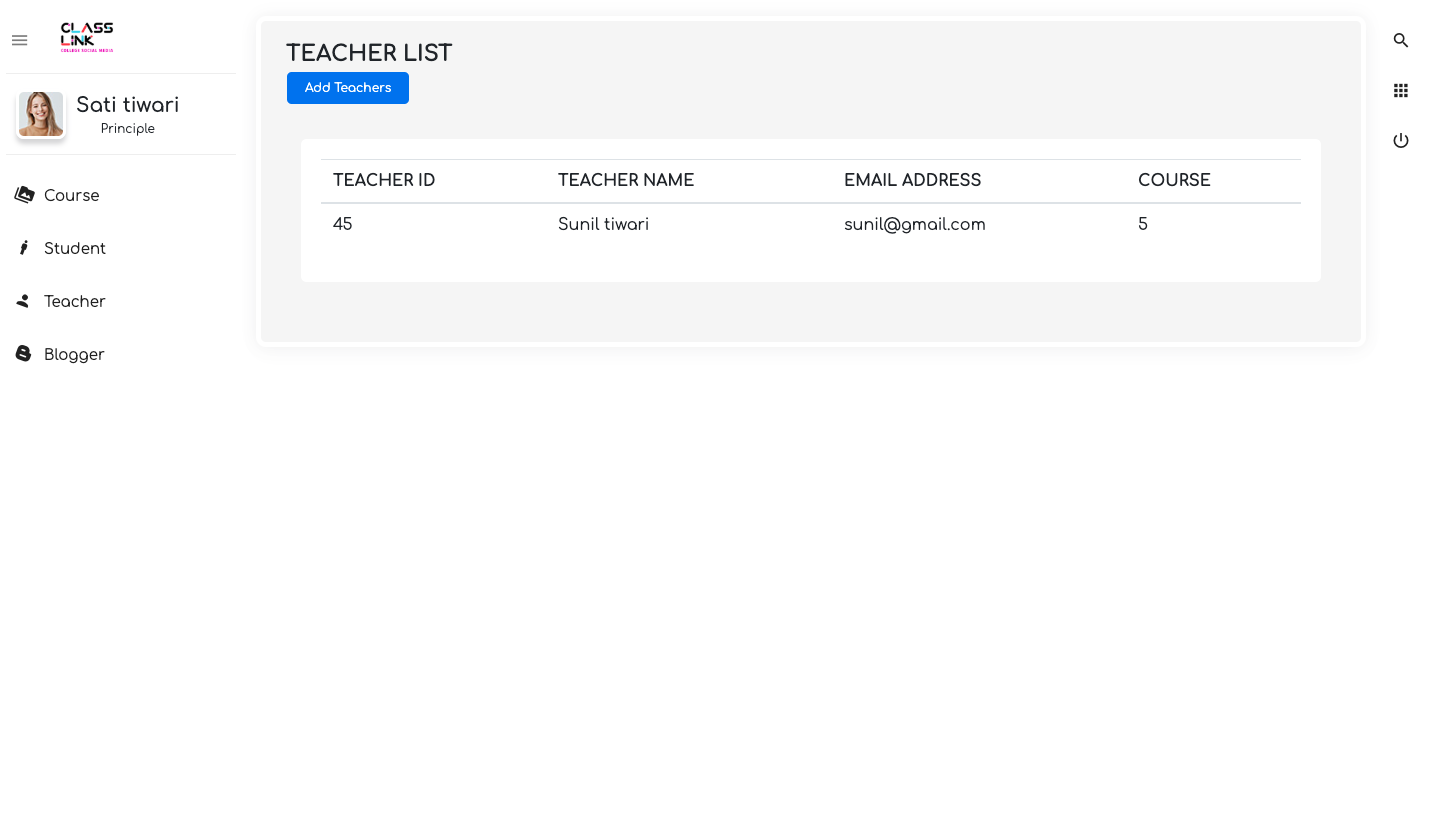 CLASS
LINK
COLLEGE SOCIAL MEDIA
Sati tiwari
Principle
Course
Student
Teacher
Blogger
TEACHER LIST
Add Teachers
TEACHER ID TEACHER NAME EMAIL ADDRESS COURSE
45 Sunil tiwari sunil@gmail.com 5